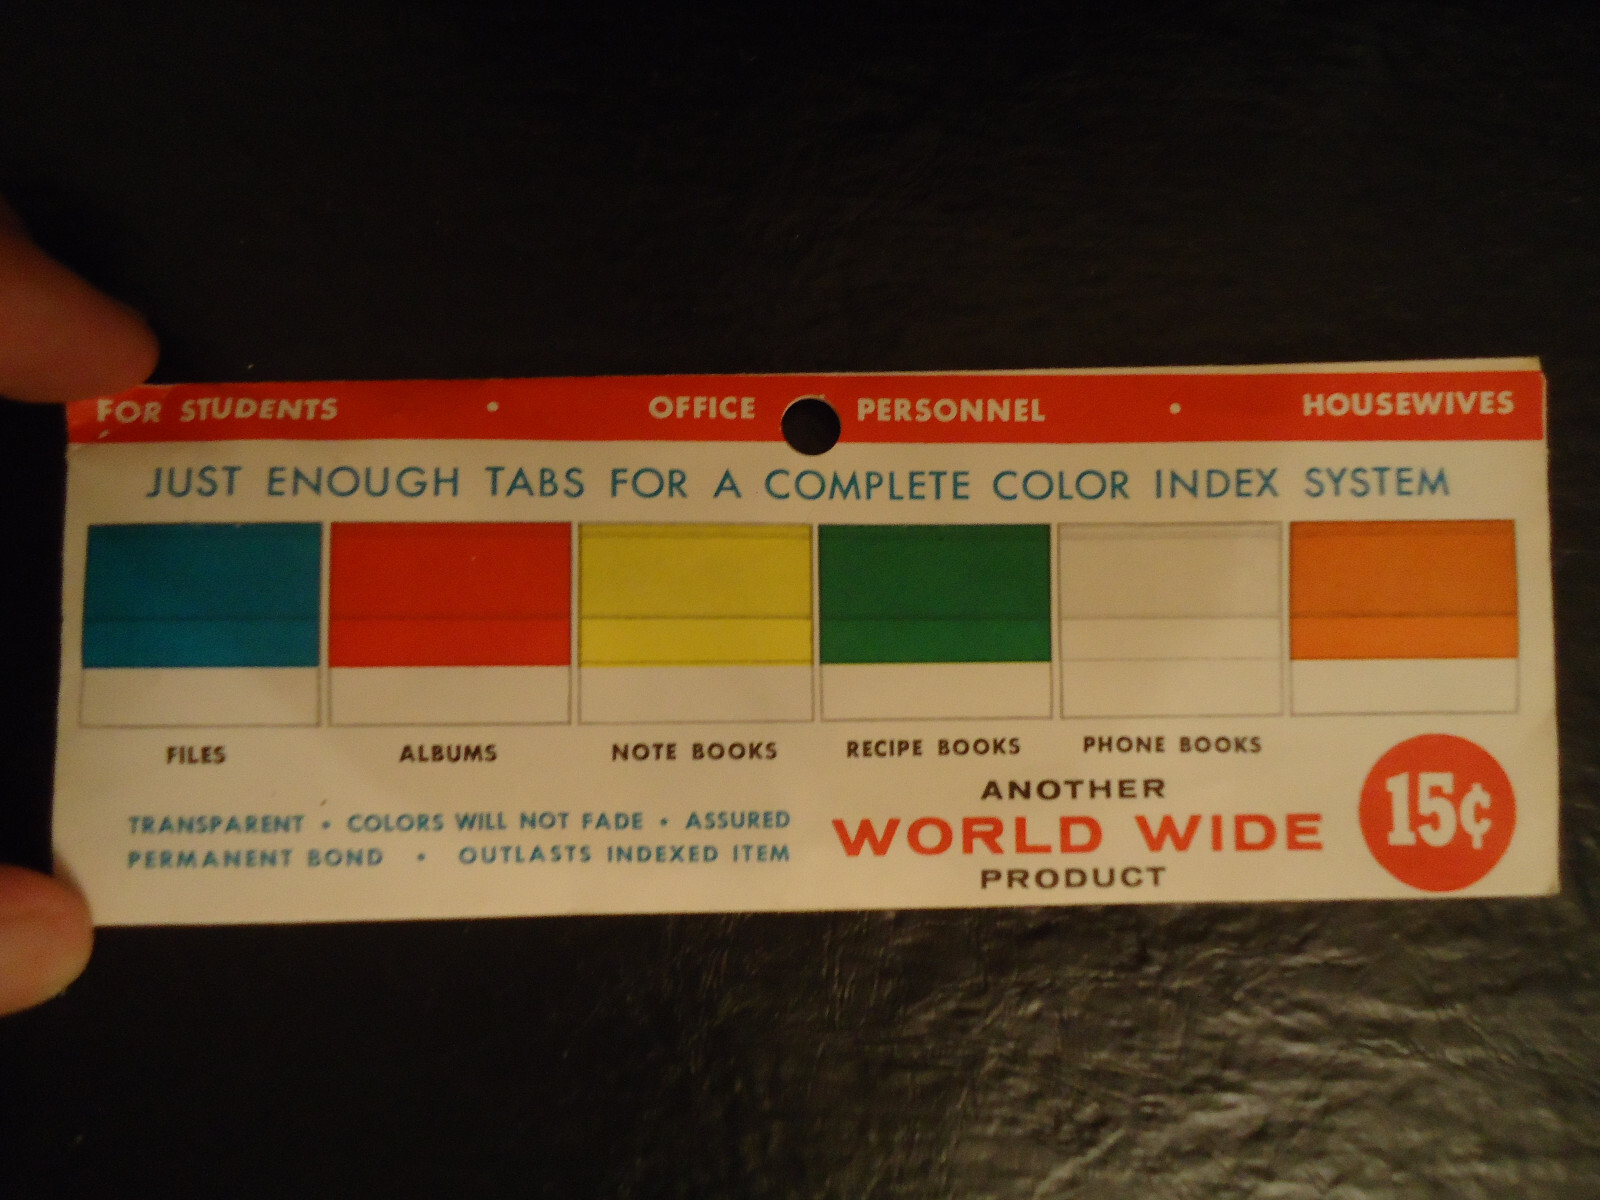 FOR STUDENTS • OFFICE PERSONNEL • HOUSEWIVES
JUST ENOUGH TABS FOR A COMPLETE COLOR INDEX SYSTEM
FILES ALBUMS NOTE BOOKS RECIPE BOOKS PHONE BOOKS
TRANSPARENT • COLORS WILL NOT FADE • ASSURED
PERMANENT BOND • OUTLASTS INDEXED ITEM
ANOTHER
WORLD WIDE
PRODUCT
15¢